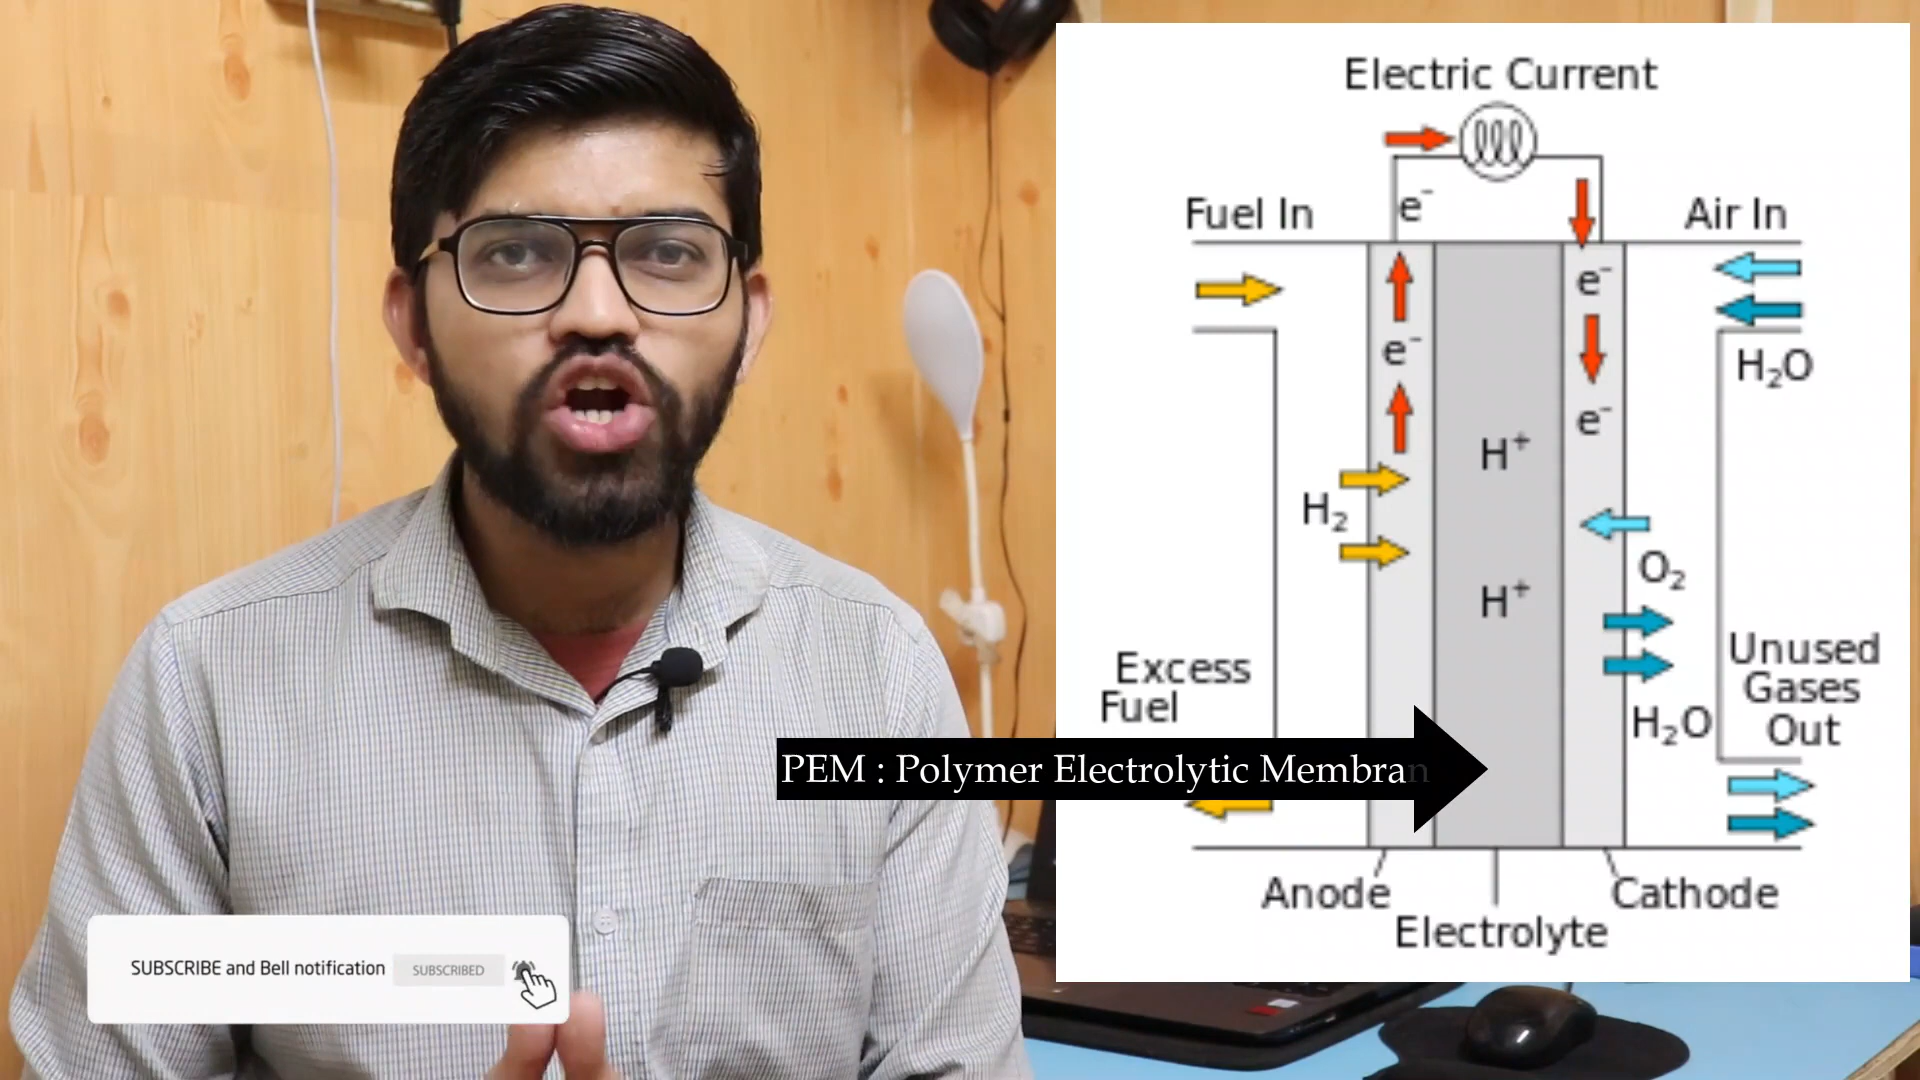 Electric Current
e⁻
Fuel In
Air In
e⁻
H₂O
e⁻
e⁻
H⁺
H₂
O₂
H⁺
Excess
Fuel
Unused
Gases
Out
H₂O
PEM : Polymer Electrolytic Membran
Anode
Cathode
Electrolyte
SUBSCRIBE and Bell notification
SUBSCRIBED